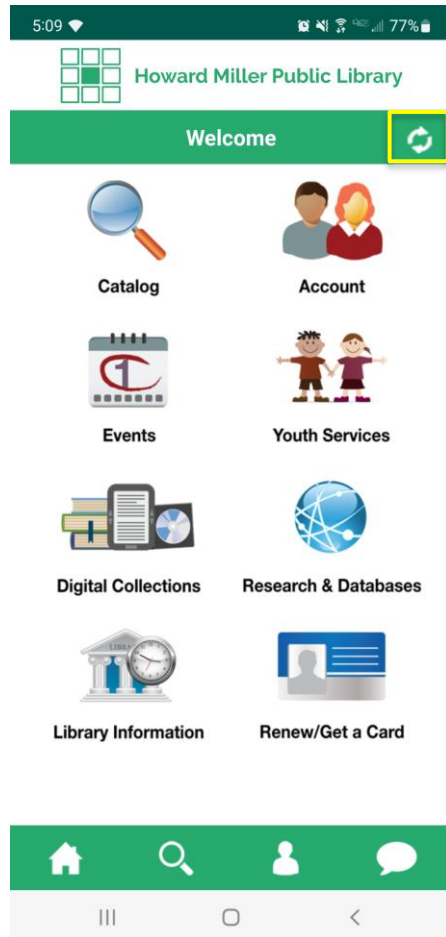 5:09 77%
Howard Miller Public Library
Welcome
Catalog Account
1
Events Youth Services
Digital Collections Research & Databases
Library Information Renew/Get a Card